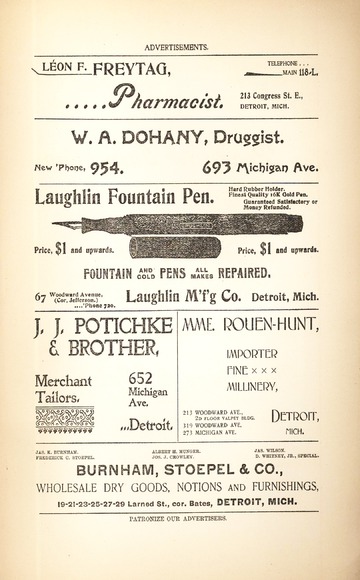 ADVERTISEMENTS.
LÉON F. FREYTAG,
TELEPHONE . . .
MAIN 118-L.
.....Pharmacist.
213 Congress St. E.,
DETROIT, MICH.
W. A. DOHANY, Druggist.
New 'Phone, 954.
693 Michigan Ave.
Laughlin Fountain Pen.
Hard Rubber Holder.
Finest Quality 16K Gold Pen.
Guaranteed Satisfactory or
Money Refunded.
Price, $1 and upwards.
Price, $1 and upwards.
FOUNTAIN AND GOLD PENS ALL MAKES REPAIRED.
67 Woodward Avenue.
(Cor. Jefferson.)
....'Phone 720.
Laughlin M'f'g Co. Detroit, Mich.
J. J. POTICHKE
& BROTHER,
Merchant
Tailors,
652
Michigan
Ave.
...Detroit.
MME. ROUEN-HUNT,
IMPORTER
FINE × × ×
MILLINERY,
213 WOODWARD AVE.,
2D FLOOR VALPEY BLDG.
319 WOODWARD AVE.
273 MICHIGAN AVE.
DETROIT,
MICH.
JAS. K. BURNHAM.
FREDERICK C. STOEPEL.
ALBERT H. MUNGER.
JOS. J. CROWLEY.
JAS. WILSON.
D. WHITNEY, JR., SPECIAL.
BURNHAM, STOEPEL & CO.,
WHOLESALE DRY GOODS, NOTIONS AND FURNISHINGS,
19-21-23-25-27-29 Larned St., cor. Bates, DETROIT, MICH.
PATRONIZE OUR ADVERTISERS.